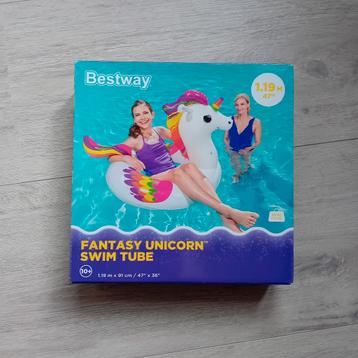 Bestway
1.19 M
47"
FANTASY UNICORN™
SWIM TUBE
10+
1.19 m x 91 cm / 47" x 36"